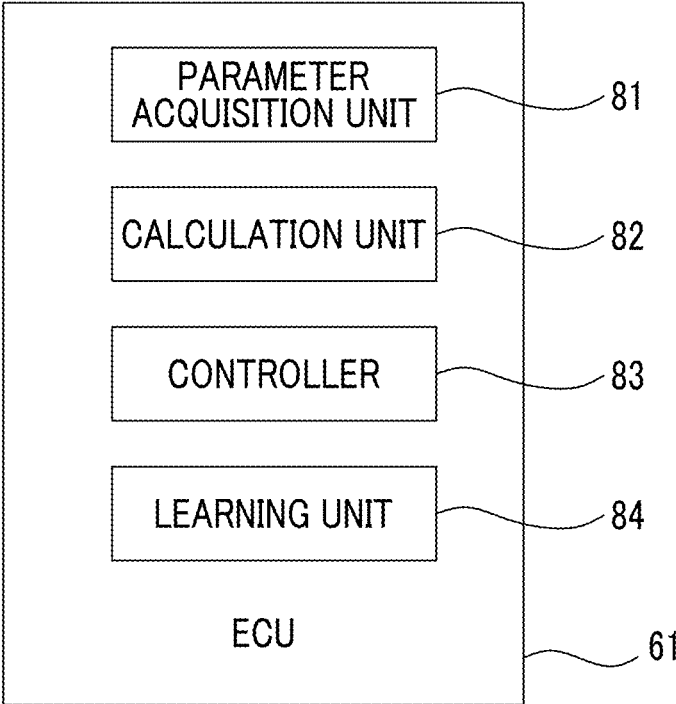 PARAMETER
ACQUISITION UNIT
81
CALCULATION UNIT
82
CONTROLLER
83
LEARNING UNIT
84
ECU
61